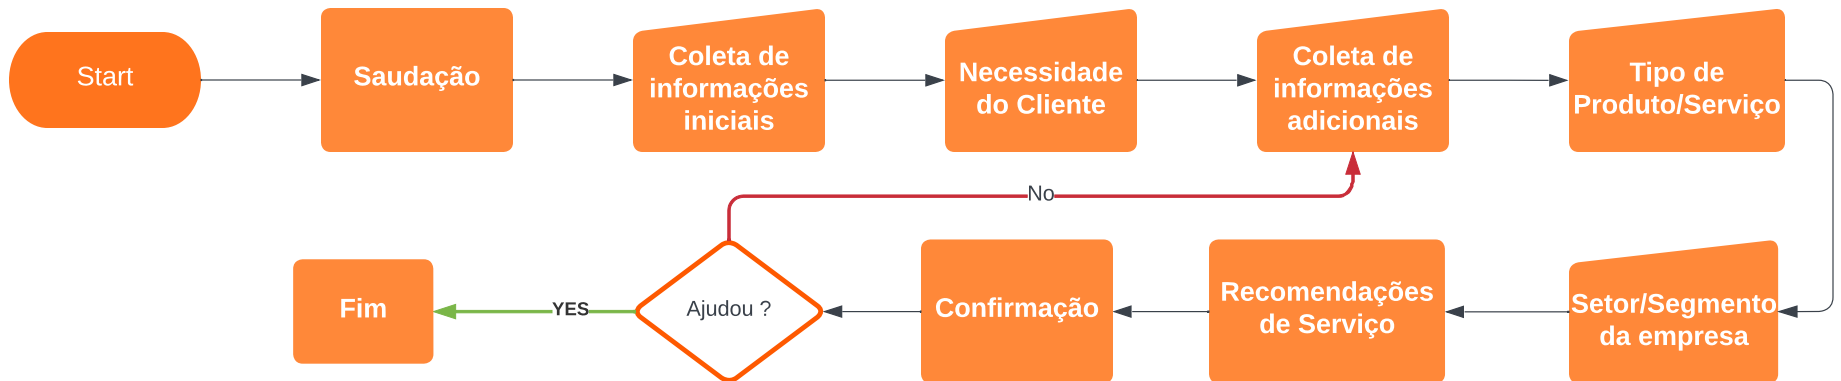 Start
Saudação
Coleta de
informações
iniciais
Necessidade
do Cliente
Coleta de
informações
adicionais
Tipo de
Produto/Serviço
No
Setor/Segmento
da empresa
Recomendações
de Serviço
Confirmação
Ajudou ?
YES
Fim